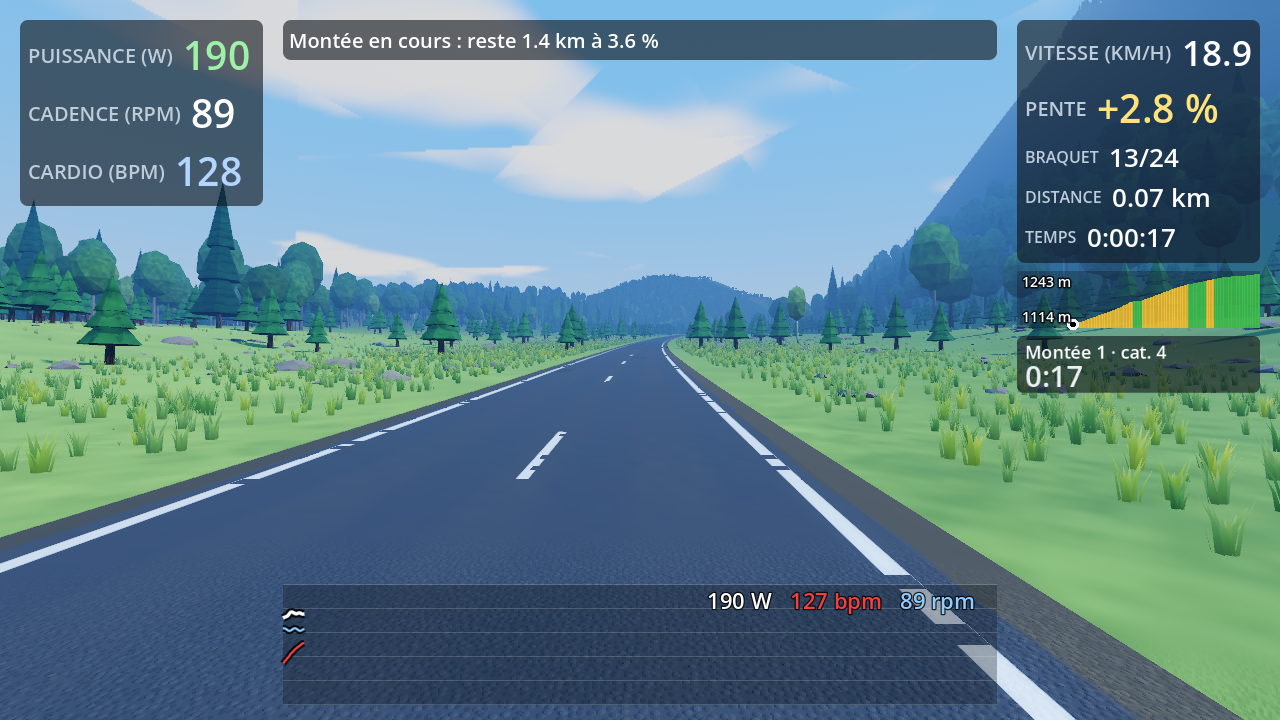 PUISSANCE (W) 190
CADENCE (RPM) 89
CARDIO (BPM) 128
Montée en cours : reste 1.4 km à 3.6 %
VITESSE (KM/H) 18.9
PENTE +2.8 %
BRAQUET 13/24
DISTANCE 0.07 km
TEMPS 0:00:17
1243 m
1114 m
Montée 1 · cat. 4
0:17
190 W 127 bpm 89 rpm